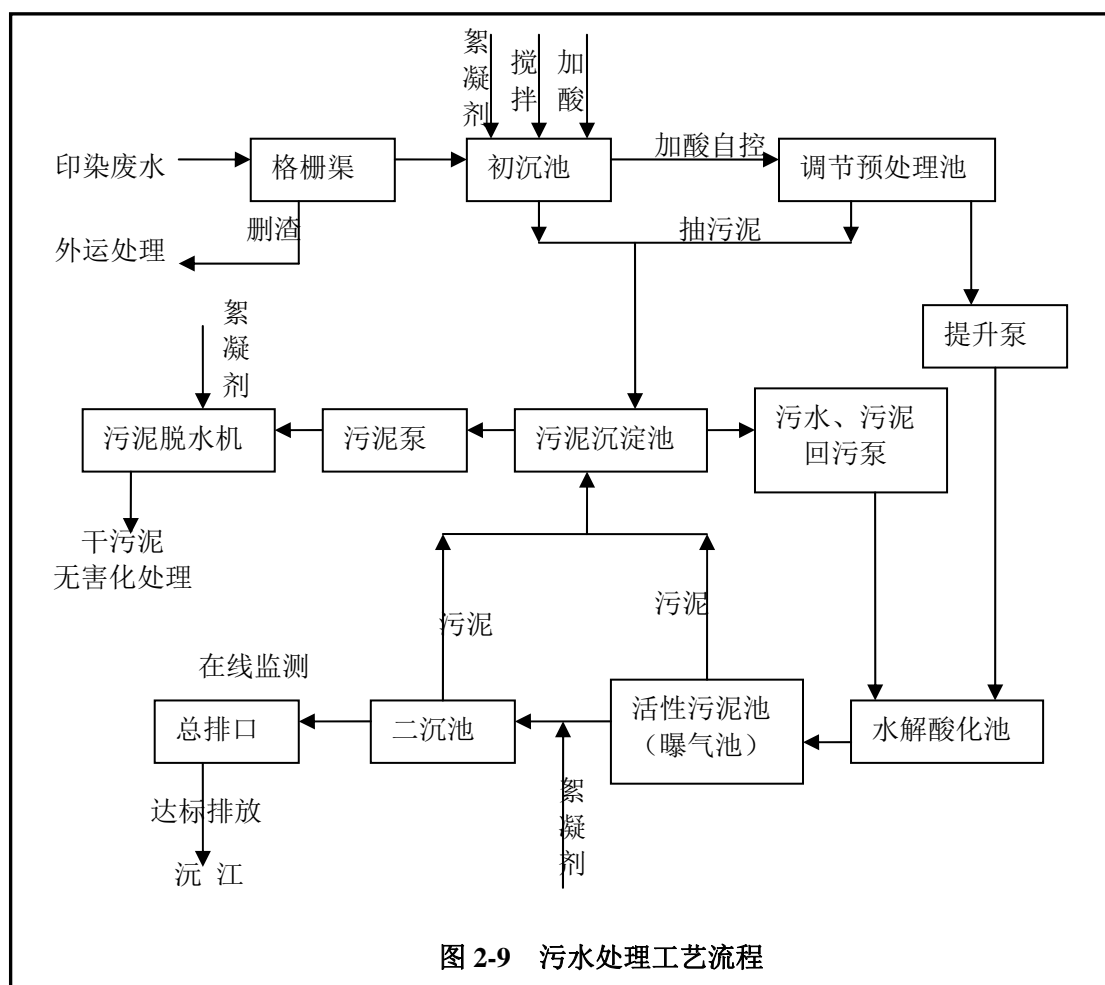 絮凝剂
搅拌
加酸
印染废水
格栅渠
初沉池
加酸自控
调节预处理池
删渣
抽污泥
外运处理
絮凝剂
提升泵
污泥脱水机
污泥泵
污泥沉淀池
污水、污泥
回污泵
干污泥
无害化处理
污泥
污泥
在线监测
总排口
二沉池
活性污泥池
（曝气池）
水解酸化池
达标排放
絮凝剂
沅 江
图 2-9 污水处理工艺流程